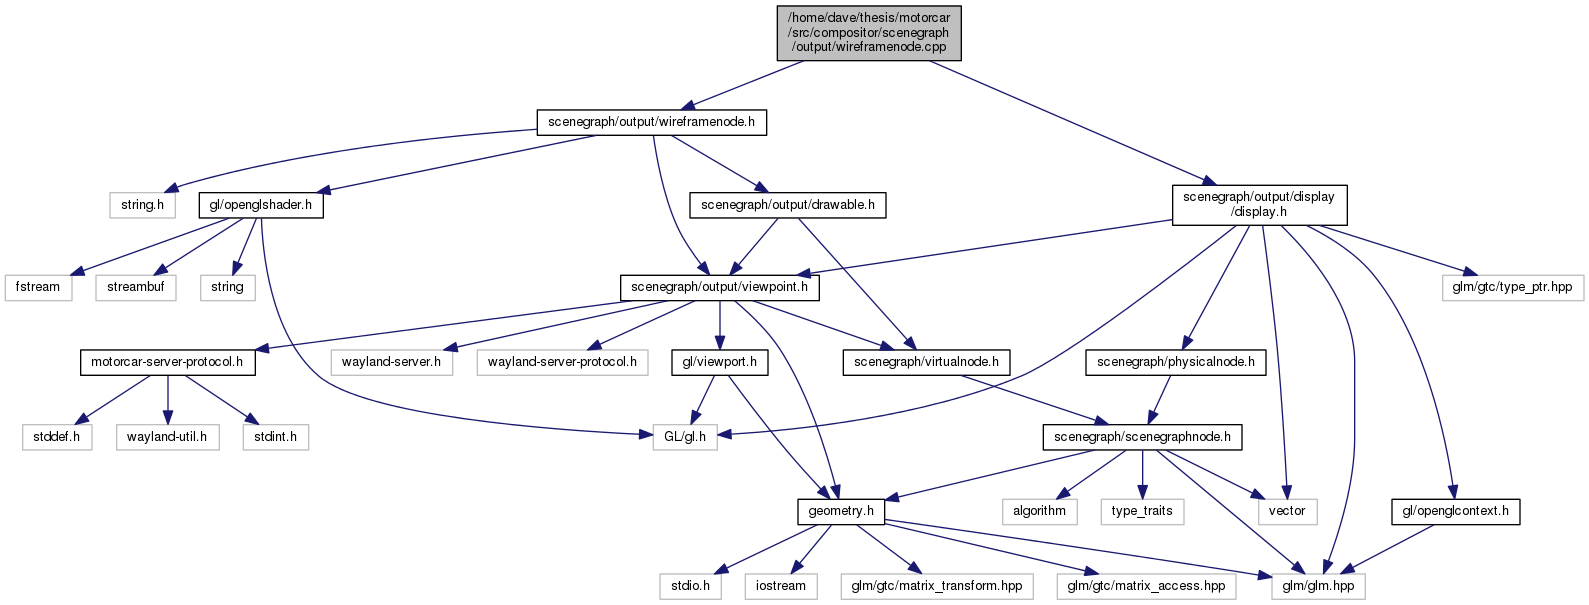 /home/dave/thesis/motorcar
/src/compositor/scenegraph
/output/wireframenode.cpp
scenegraph/output/wireframenode.h
string.h
gl/openglshader.h
scenegraph/output/drawable.h
scenegraph/output/display
/display.h
fstream
streambuf
string
scenegraph/output/viewpoint.h
glm/gtc/type_ptr.hpp
motorcar-server-protocol.h
wayland-server.h
wayland-server-protocol.h
gl/viewport.h
scenegraph/virtualnode.h
scenegraph/physicalnode.h
stddef.h
wayland-util.h
stdint.h
GL/gl.h
scenegraph/scenegraphnode.h
geometry.h
algorithm
type_traits
vector
gl/openglcontext.h
stdio.h
iostream
glm/gtc/matrix_transform.hpp
glm/gtc/matrix_access.hpp
glm/glm.hpp